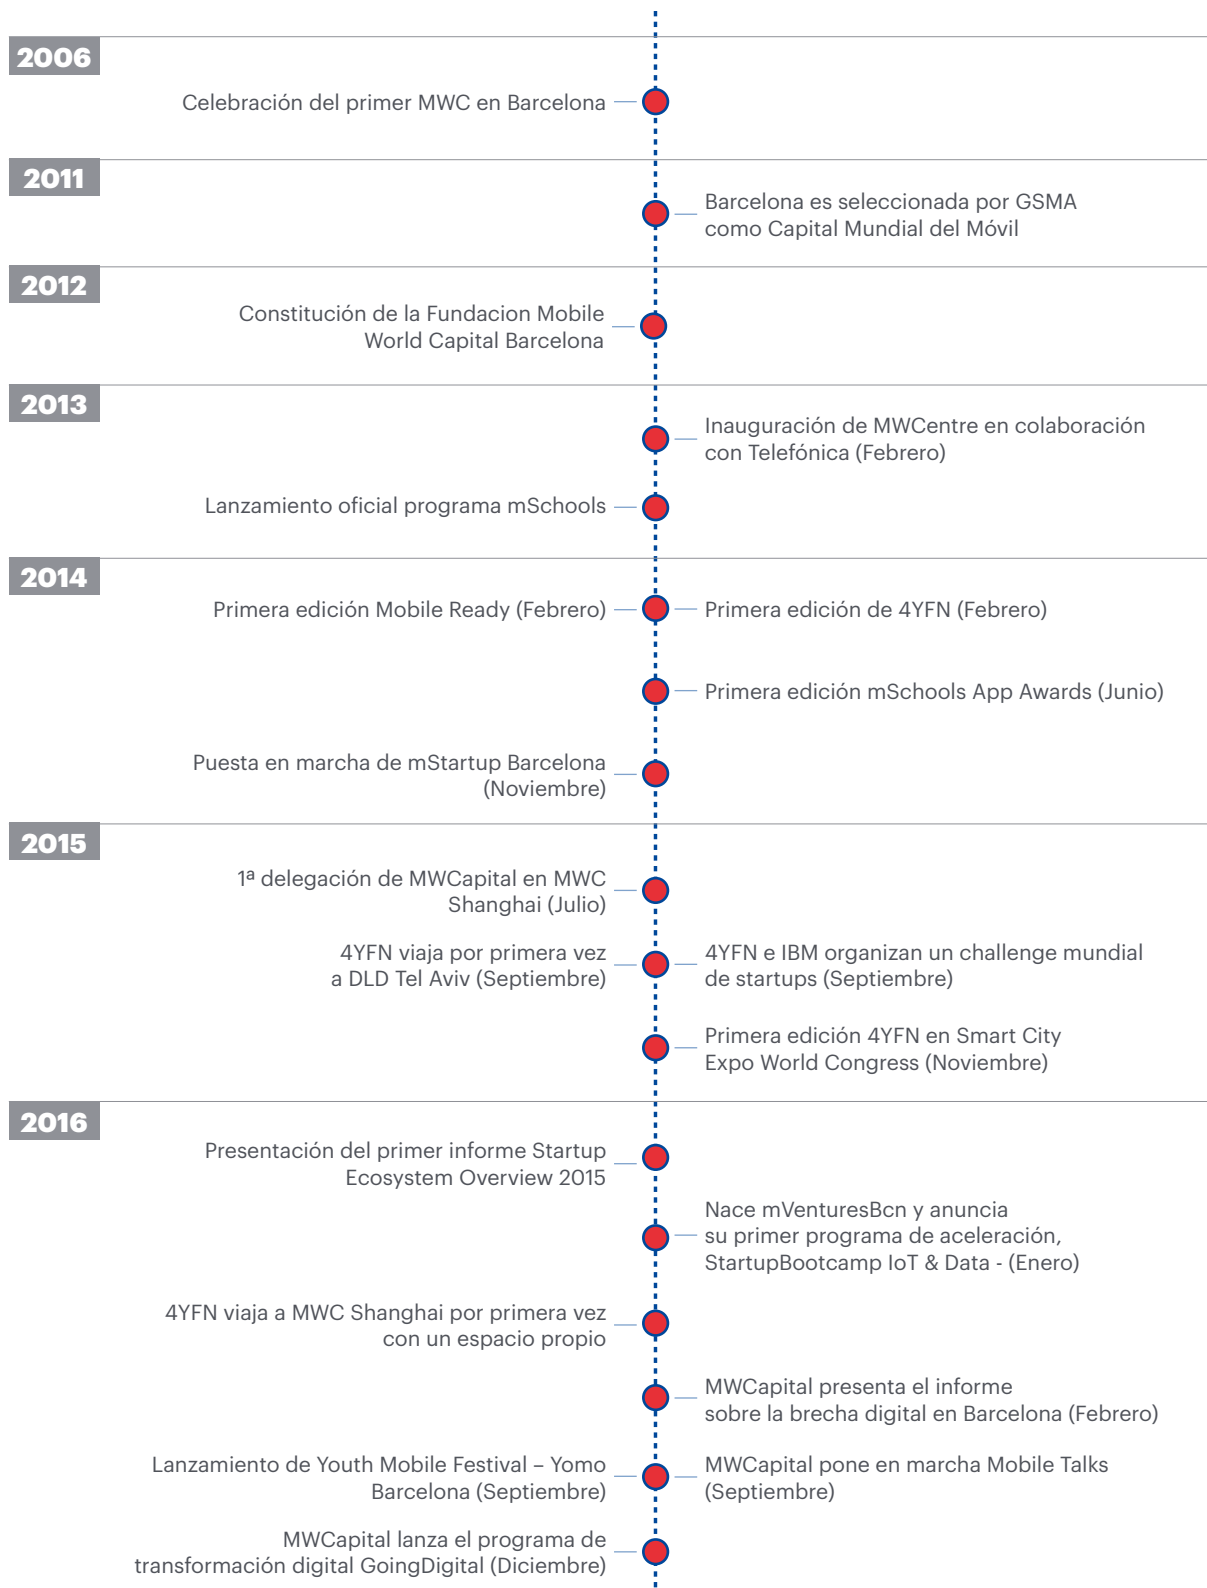 2006
Celebración del primer MWC en Barcelona
2011
Barcelona es seleccionada por GSMA
como Capital Mundial del Móvil
2012
Constitución de la Fundacion Mobile
World Capital Barcelona
2013
Inauguración de MWCentre en colaboración
con Telefónica (Febrero)
Lanzamiento oficial programa mSchools
2014
Primera edición Mobile Ready (Febrero)
Primera edición de 4YFN (Febrero)
Primera edición mSchools App Awards (Junio)
Puesta en marcha de mStartup Barcelona
(Noviembre)
2015
1ª delegación de MWCapital en MWC
Shanghai (Julio)
4YFN viaja por primera vez
a DLD Tel Aviv (Septiembre)
4YFN e IBM organizan un challenge mundial
de startups (Septiembre)
Primera edición 4YFN en Smart City
Expo World Congress (Noviembre)
2016
Presentación del primer informe Startup
Ecosystem Overview 2015
Nace mVenturesBcn y anuncia
su primer programa de aceleración,
StartupBootcamp IoT & Data - (Enero)
4YFN viaja a MWC Shanghai por primera vez
con un espacio propio
MWCapital presenta el informe
sobre la brecha digital en Barcelona (Febrero)
Lanzamiento de Youth Mobile Festival – Yomo
Barcelona (Septiembre)
MWCapital pone en marcha Mobile Talks
(Septiembre)
MWCapital lanza el programa de
transformación digital GoingDigital (Diciembre)